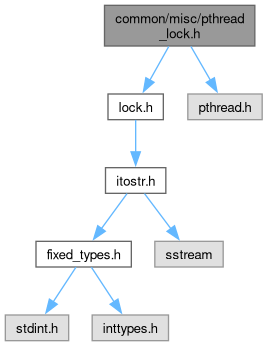 common/misc/pthread
_lock.h
lock.h
pthread.h
itostr.h
fixed_types.h
sstream
stdint.h
inttypes.h